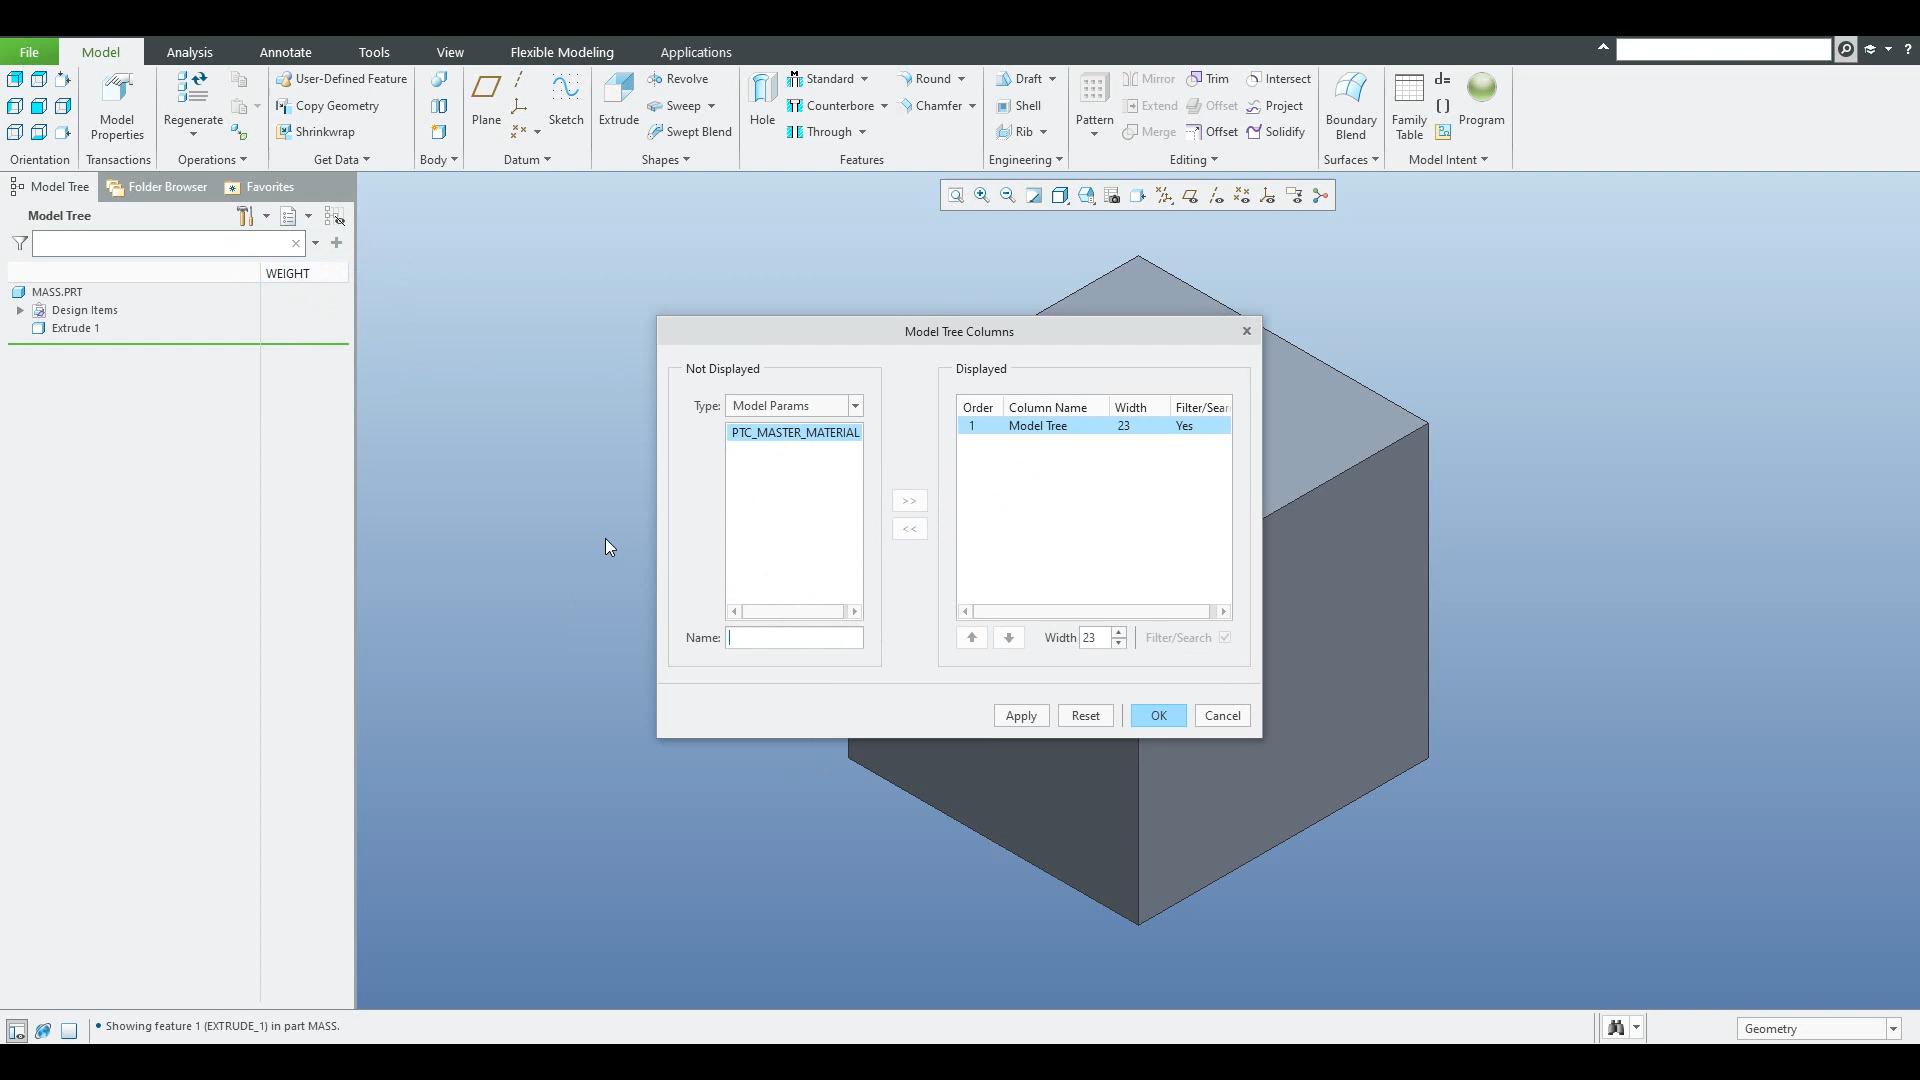 File Model Analysis Annotate Tools View Flexible Modeling Applications
User-Defined Feature Revolve Standard Round Draft Mirror Trim Intersect d=
Copy Geometry Sweep Counterbore Chamfer Shell Extend Offset Project
Shrinkwrap Swept Blend Through Rib Merge Offset Solidify
Model Properties Regenerate Plane Sketch Extrude Hole Pattern Boundary Blend Family Table Program
Orientation Transactions Operations Get Data Body Datum Shapes Features Engineering Editing Surfaces Model Intent
Model Tree Folder Browser Favorites
Model Tree
WEIGHT
MASS.PRT
Design Items
Extrude 1
Model Tree Columns
Not Displayed Displayed
Type: Model Params
Order Column Name Width Filter/Sear
1 Model Tree 23 Yes
PTC_MASTER_MATERIAL
>>
<<
Name: Width 23 Filter/Search
Apply Reset OK Cancel
Showing feature 1 (EXTRUDE_1) in part MASS.
Geometry